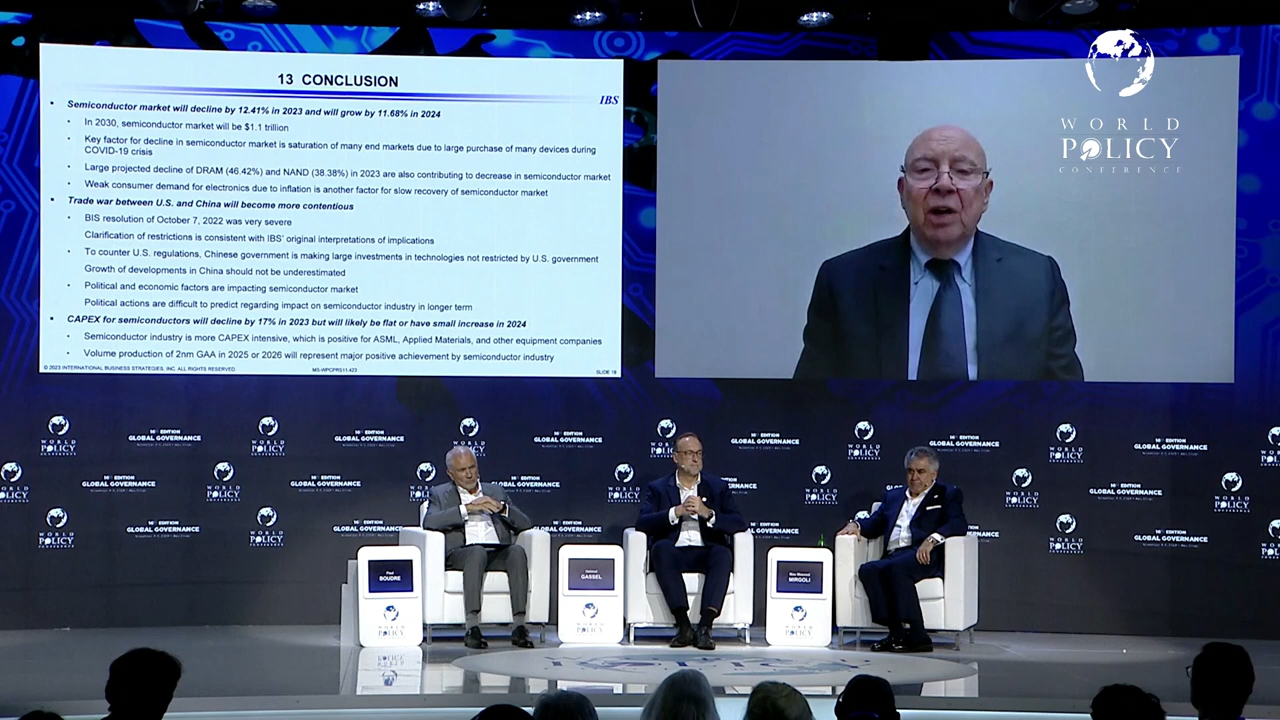 13 CONCLUSION
IBS
Semiconductor market will decline by 12.41% in 2023 and will grow by 11.68% in 2024
In 2030, semiconductor market will be $1.1 trillion
Key factor for decline in semiconductor market is saturation of many end markets due to large purchase of many devices during
COVID-19 crisis
Large projected decline of DRAM (46.42%) and NAND (38.38%) in 2023 are also contributing to decrease in semiconductor market
Weak consumer demand for electronics due to inflation is another factor for slow recovery of semiconductor market
Trade war between U.S. and China will become more contentious
BIS resolution of October 7, 2022 was very severe
Clarification of restrictions is consistent with IBS' original interpretations of implications
To counter U.S. regulations, Chinese government is making large investments in technologies not restricted by U.S. government
Growth of developments in China should not be underestimated
Political and economic factors are impacting semiconductor market
Political actions are difficult to predict regarding impact on semiconductor industry in longer term
CAPEX for semiconductors will decline by 17% in 2023 but will likely be flat or have small increase in 2024
Semiconductor industry is more CAPEX intensive, which is positive for ASML, Applied Materials, and other equipment companies
Volume production of 2nm GAA in 2025 or 2026 will represent major positive achievement by semiconductor industry
© 2023 INTERNATIONAL BUSINESS STRATEGIES, INC. ALL RIGHTS RESERVED
SLIDE 19
WORLD
POLICY
CONFERENCE
16th EDITION
GLOBAL GOVERNANCE
WORLD
POLICY
CONFERENCE
Paul
BOUDRE
GASSEL
MIRGOLI
WORLD
POLICY